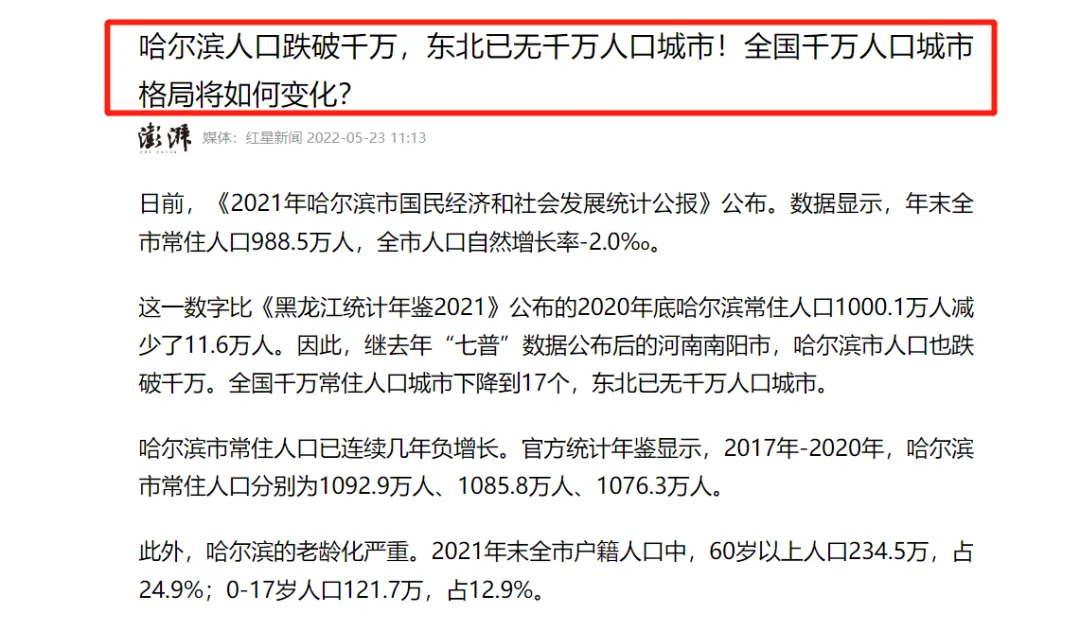 哈尔滨人口跌破千万，东北已无千万人口城市！全国千万人口城市
格局将如何变化？
澎湃 媒体：红星新闻 2022-05-23 11:13
日前，《2021年哈尔滨市国民经济和社会发展统计公报》公布。数据显示，年末全
市常住人口988.5万人，全市人口自然增长率-2.0‰。
这一数字比《黑龙江统计年鉴2021》公布的2020年底哈尔滨常住人口1000.1万人减
少了11.6万人。因此，继去年“七普”数据公布后的河南南阳市，哈尔滨市人口也跌
破千万。全国千万常住人口城市下降到17个，东北已无千万人口城市。
哈尔滨市常住人口已连续几年负增长。官方统计年鉴显示，2017年-2020年，哈尔滨
市常住人口分别为1092.9万人、1085.8万人、1076.3万人。
此外，哈尔滨的老龄化严重。2021年末全市户籍人口中，60岁以上人口234.5万，占
24.9%；0-17岁人口121.7万，占12.9%。